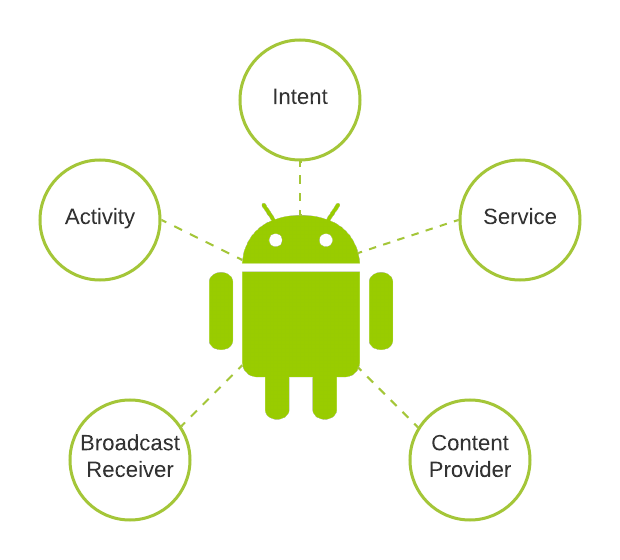 Intent
Activity
Service
Broadcast
Receiver
Content
Provider